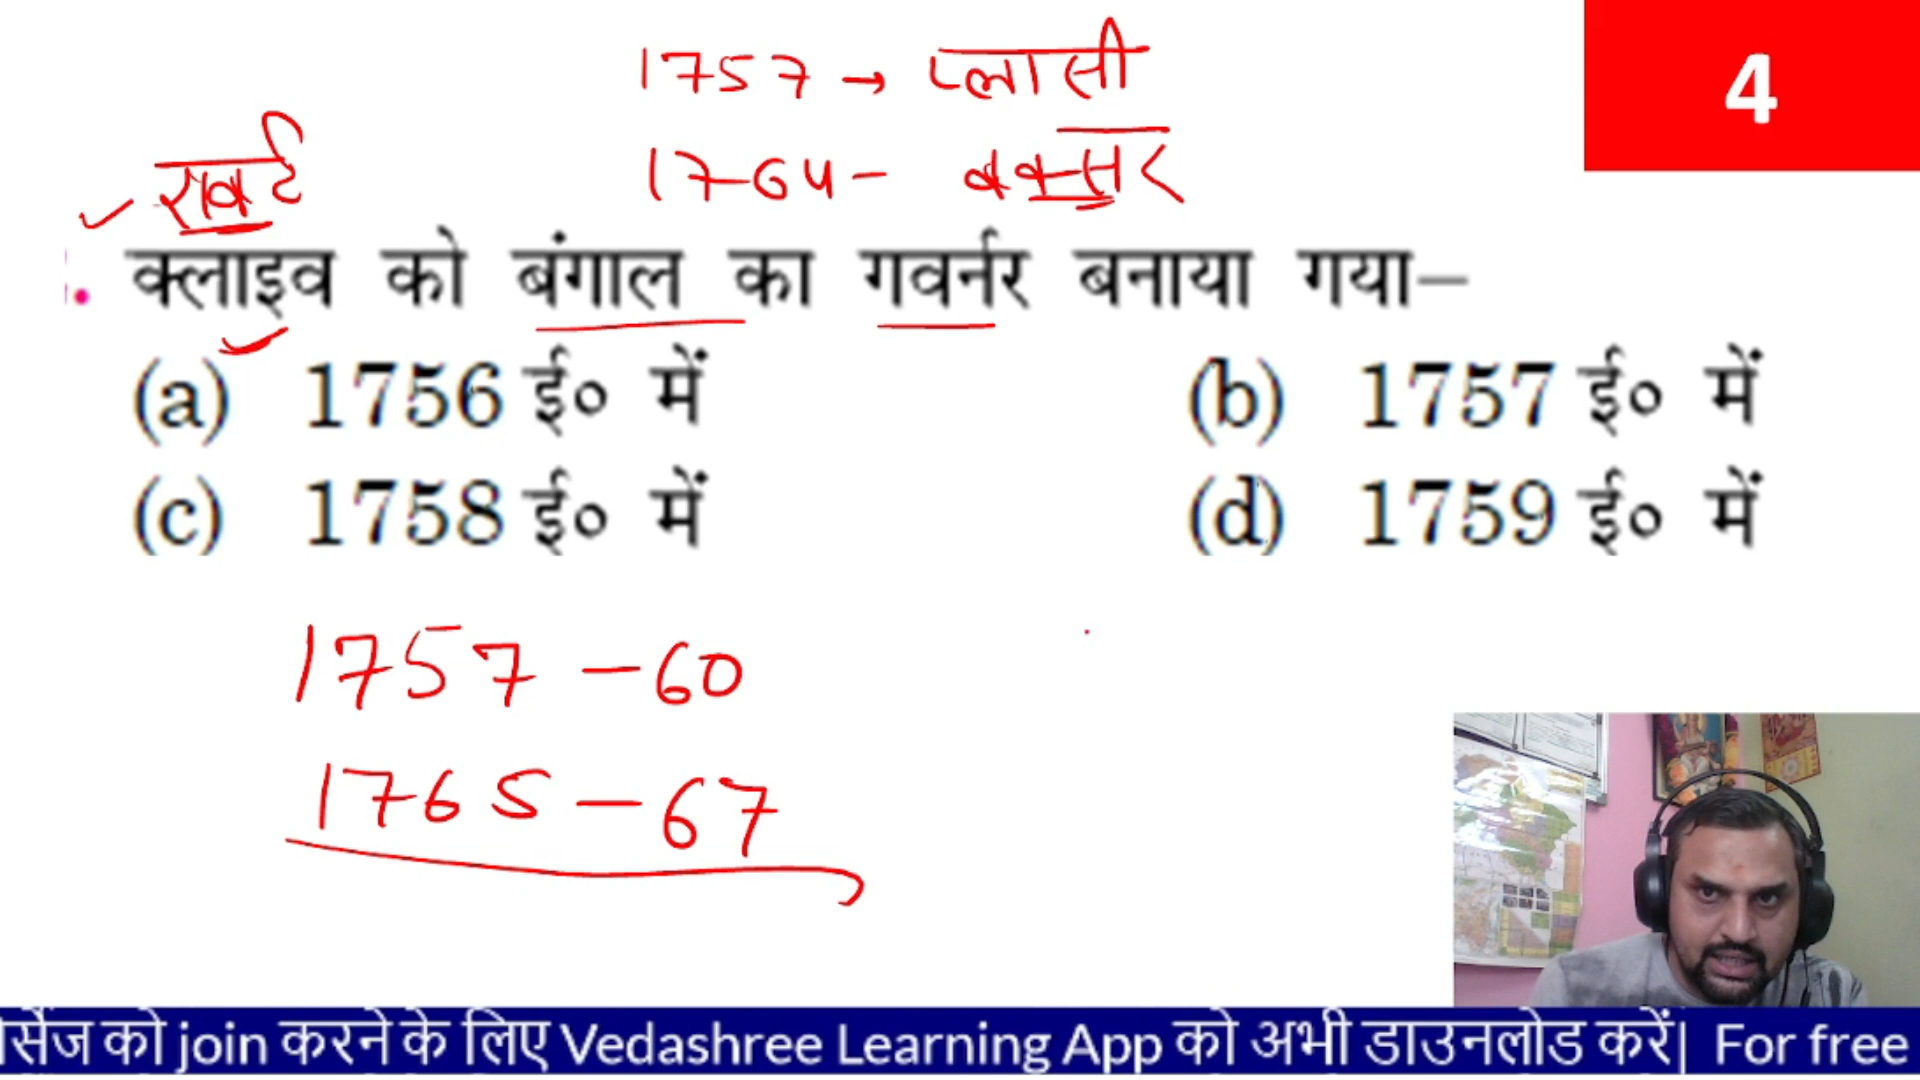 4
1757 → प्लासी
1764 - बक्सर
राबर्ट
. क्लाइव को बंगाल का गवर्नर बनाया गया–
(a) 1756 ई० में (b) 1757 ई० में
(c) 1758 ई० में (d) 1759 ई० में
1757 - 60
1765 - 67
र्सेज को join करने के लिए Vedashree Learning App को अभी डाउनलोड करें| For free